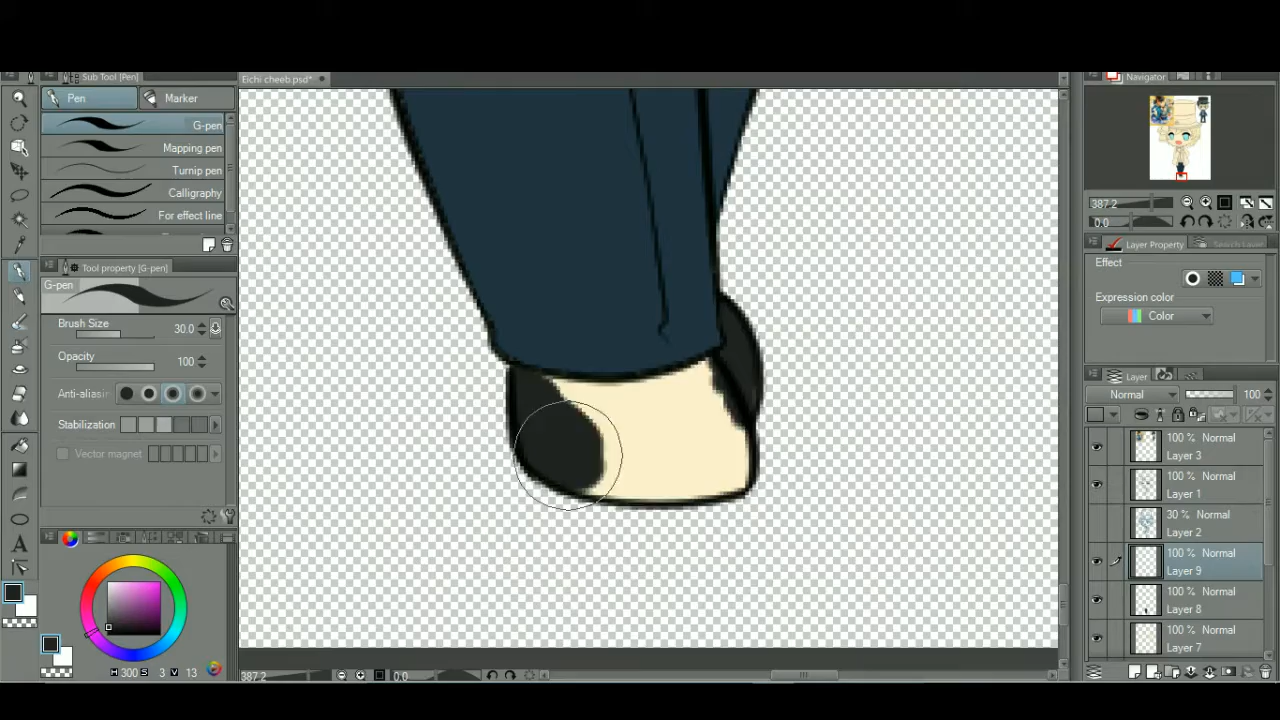 Sub Tool [Pen]
Eichi cheeb.psd*
Navigator
Pen
Marker
G-pen
Mapping pen
Turnip pen
Calligraphy
For effect line
387.2
0.0
Layer Property
Search Layer
Effect
Expression color
Color
Tool property [G-pen]
G-pen
Brush Size
30.0
Opacity
100
Anti-aliasin
Stabilization
Vector magnet
Layer
Normal
100
100 % Normal
Layer 3
100 % Normal
Layer 1
30 % Normal
Layer 2
100 % Normal
Layer 9
100 % Normal
Layer 8
100 % Normal
Layer 7
A
H 300 S 3 V 13
387.2
0.0